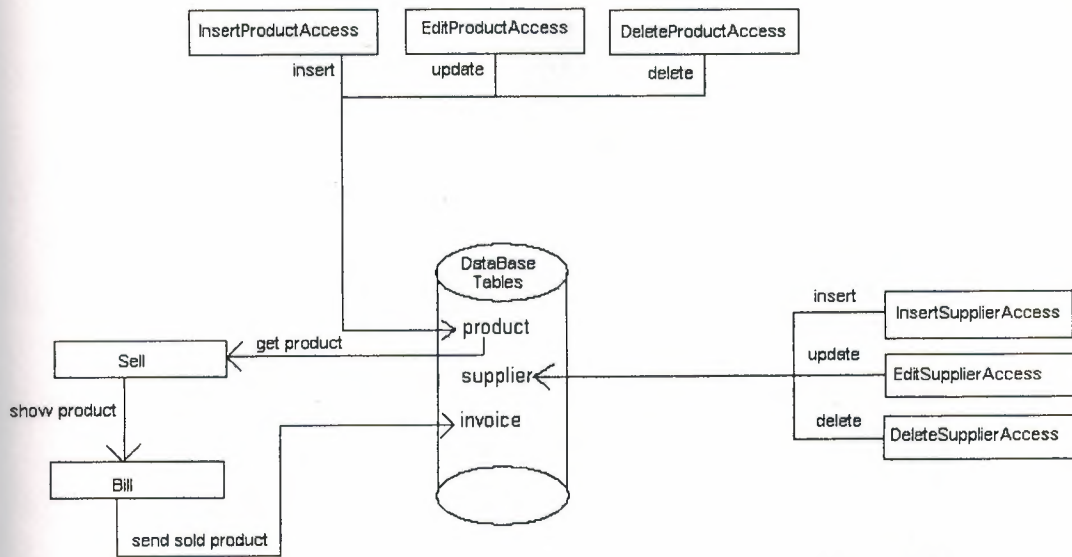 InsertProductAccess
EditProductAccess
DeleteProductAccess
insert
update
delete
DataBase
Tables
product
supplier
invoice
get product
Sell
show product
Bill
send sold product
insert
InsertSupplierAccess
update
EditSupplierAccess
delete
DeleteSupplierAccess